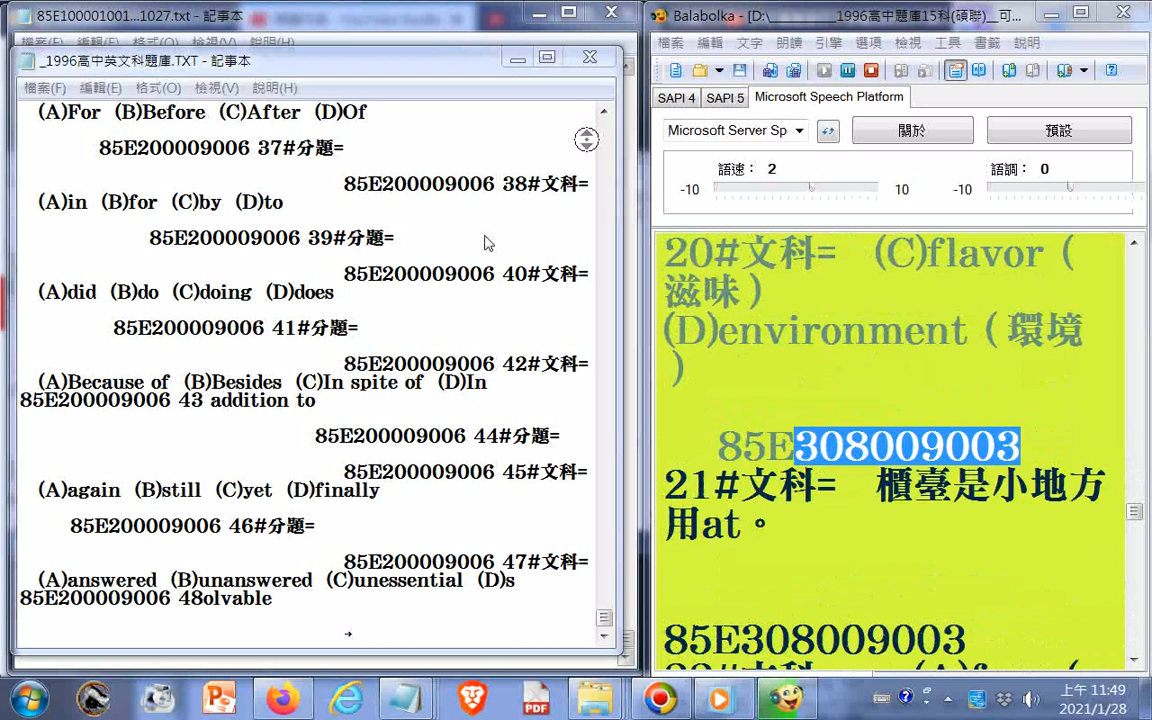 85E100001001...1027.txt - 記事本
_1996高中英文科題庫.TXT - 記事本
檔案(F) 編輯(E) 格式(O) 檢視(V) 說明(H)
(A)For (B)Before (C)After (D)Of
85E200009006 37#分題=
85E200009006 38#文科=
(A)in (B)for (C)by (D)to
85E200009006 39#分題=
85E200009006 40#文科=
(A)did (B)do (C)doing (D)does
85E200009006 41#分題=
85E200009006 42#文科=
(A)Because of (B)Besides (C)In spite of (D)In
85E200009006 43 addition to
85E200009006 44#分題=
85E200009006 45#文科=
(A)again (B)still (C)yet (D)finally
85E200009006 46#分題=
85E200009006 47#文科=
(A)answered (B)unanswered (C)unessential (D)s
85E200009006 48olvable
Balabolka - [D:\________1996高中題庫15科(碩聯)__可...
檔案 編輯 文字 朗讀 引擎 選項 檢視 工具 書籤 說明
SAPI 4 SAPI 5 Microsoft Speech Platform
Microsoft Server Sp 關於 預設
語速： 2 語調： 0
-10 10 -10
20#文科= (C)flavor（
滋味）
(D)environment（環境
）
85E308009003
21#文科= 櫃臺是小地方
用at。
85E308009003
PDF
上午 11:49
2021/1/28